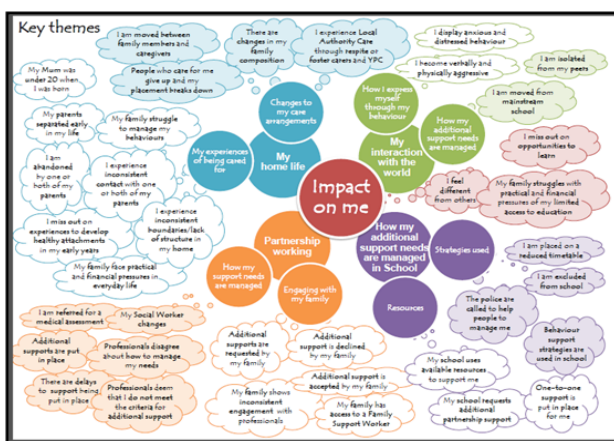 Key themes
I am moved between
family members and
caregivers
There are
changes in my
family
composition
I experience Local
Authority Care
through respite or
foster carers and YPC
I display anxious and
distressed behaviour
I become verbally and
physically aggressive
I am isolated
from my peers
My Mum was
under 20 when
I was born
People who care for me
give up and my
placement breaks down
I am moved from
mainstream
school
My parents
separated early
in my life
My family struggle
to manage my
behaviours
Changes to
my care
arrangements
How I express
myself
through my
behaviour
How my
additional
support needs
are managed
I miss out on
opportunities to
learn
I am
abandoned
by one or
both of my
parents
I experience
inconsistent
contact with one
or both of my
parents
My experiences
of being cared
for
My
home life
My
interaction
with the
world
Impact
on me
I feel
different
from others
My family struggles with
practical and financial
pressures of my limited
access to education
I miss out on
experiences to develop
healthy attachments
in my early years
I experience
inconsistent
boundaries/lack
of structure in
my home
My family face practical
and financial pressures in
everyday life
Partnership
working
How my
support needs
are managed
Engaging with
my family
How my
additional
support needs
are managed
in School
Strategies used
Resources
I am placed on a
reduced timetable
I am excluded
from school
The police are
called to help
people to
manage me
Behaviour
support
strategies are
used in school
One-to-one
support is
put in place
for me
I am referred for a
medical assessment
My Social Worker
changes
Additional
supports are put
in place
Professionals disagree
about how to manage my
needs
There are delays
to support being
put in place
Professionals deem
that I do not meet
the criteria for
additional support
Additional
supports are
requested by my
family
Additional
support is declined
by my family
Additional support is
accepted by my family
My family shows
inconsistent
engagement with
professionals
My family has
access to a Family
Support Worker
My school uses
available resources
to support me
My school requests
additional
partnership support